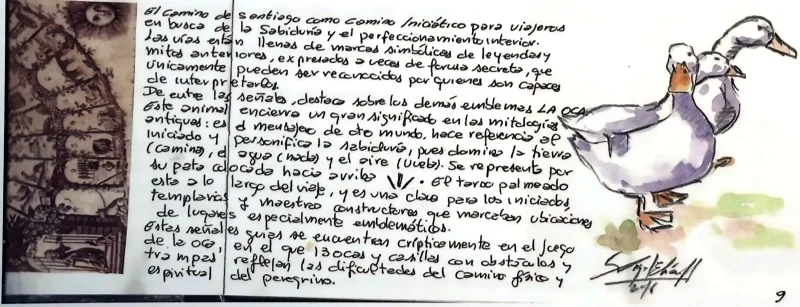 El Camino de Santiago como Camino Iniciático para viajeros
en busca de la Sabiduría y el perfeccionamiento interior.
Las vías están llenas de marcas simbólicas de leyendas y
mitos anteriores, expresados a veces de forma secreta, que
únicamente pueden ser reconocidos por quienes son capaces
de interpretarlos.
De entre las señales, destaca sobre los demás emblemas LA OCA
Este animal encierra un gran significado en las mitologías
antiguas: es el mensajero de otro mundo, hace referencia al
iniciado y personifica la sabiduría, pues domina la tierra
(camina), el agua (nada) y el aire (vuela). Se representa por
su pata colocada hacia arriba . El tarso palmeado
esta a lo largo del viaje, y es una clave para los iniciados,
templarios y maestros constructores que marcaban ubicaciones
de lugares especialmente emblemáticos.
Estas señales guías se encuentran crípticamente en el Juego
de la oca, en el que 13 ocas y casillas con obstáculos y
trampas reflejan las dificultades del camino físico y
espiritual del peregrino.
9